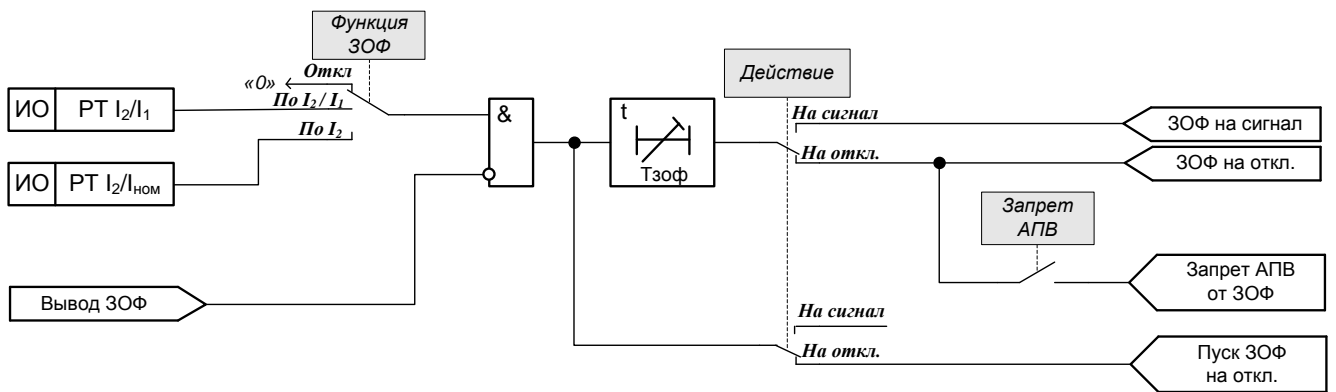 Функция
ЗОФ
«0»
Откл
ИО РТ I₂/I₁
По I₂ / I₁
По I₂
ИО РТ I₂/Iном
Вывод ЗОФ
&
t
Тзоф
Действие
На сигнал
ЗОФ на сигнал
На откл.
ЗОФ на откл.
Запрет
АПВ
Запрет АПВ
от ЗОФ
На сигнал
На откл.
Пуск ЗОФ
на откл.